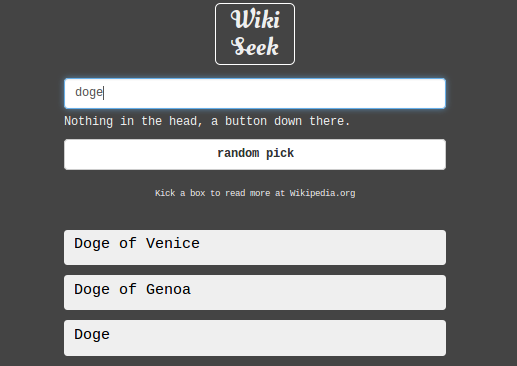 Wiki
Seek
doge
Nothing in the head, a button down there.
random pick
Kick a box to read more at Wikipedia.org
Doge of Venice
Doge of Genoa
Doge